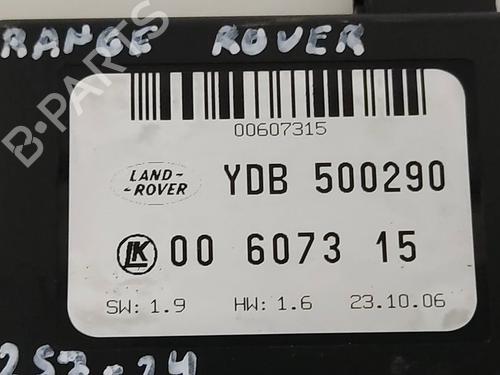 RANGE ROVER
B-PARTS
00607315
LAND-
-ROVER
YDB 500290
LK
00 6073 15
SW: 1.9 HW: 1.6 23.10.06